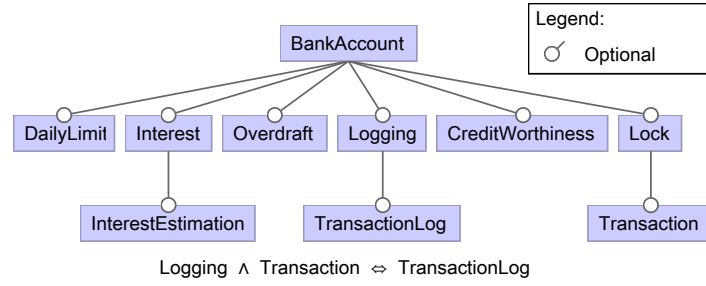 Legend:
Optional
BankAccount
DailyLimit
Interest
Overdraft
Logging
CreditWorthiness
Lock
InterestEstimation
TransactionLog
Transaction
Logging ∧ Transaction ⇔ TransactionLog